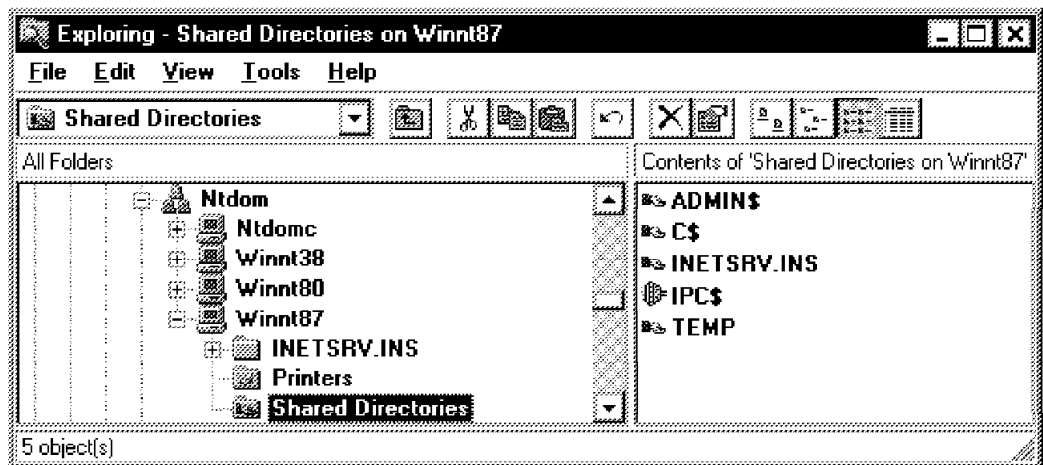 Exploring - Shared Directories on Winnt87
File Edit View Tools Help
Shared Directories
All Folders
Contents of 'Shared Directories on Winnt87'
Ntdom
Ntdomc
Winnt38
Winnt80
Winnt87
INETSRV.INS
Printers
Shared Directories
ADMIN$
C$
INETSRV.INS
IPC$
TEMP
5 object(s)